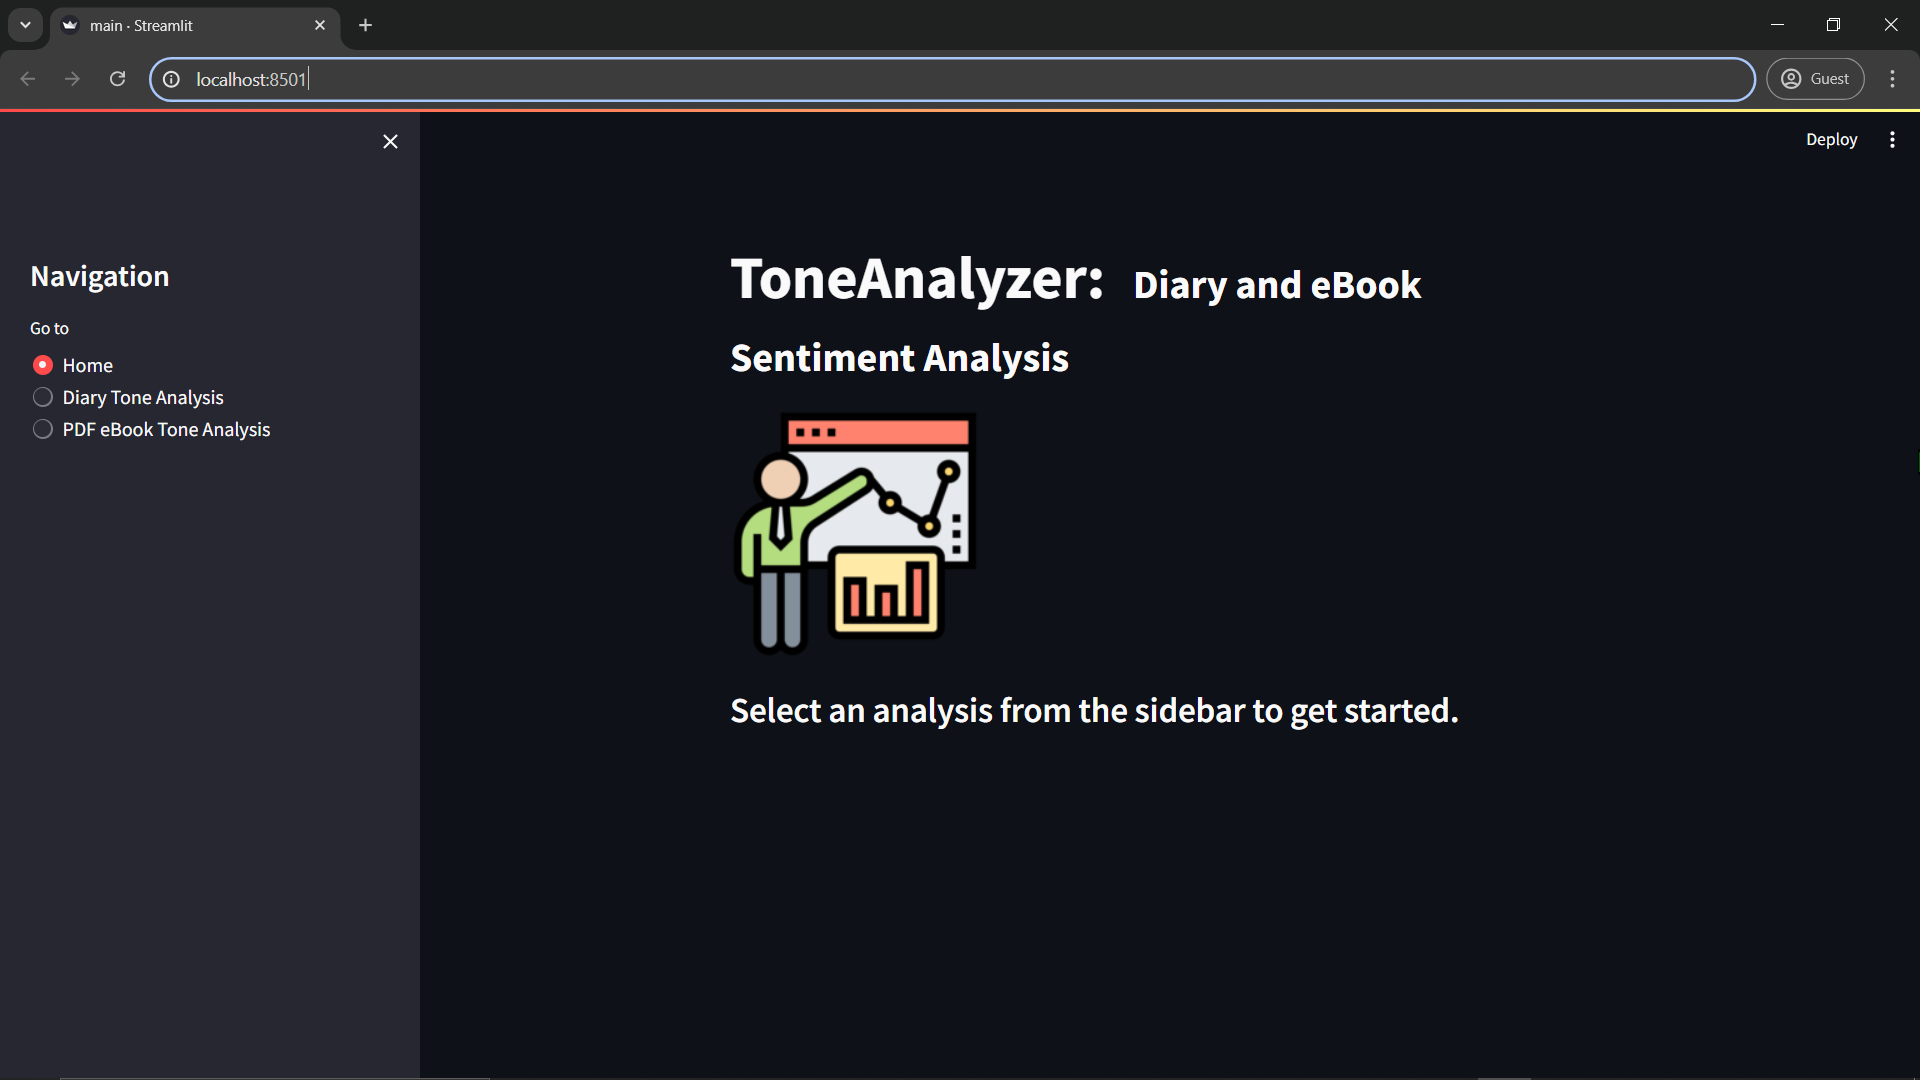 main · Streamlit
localhost:8501
Guest
Deploy
Navigation
Go to
Home
Diary Tone Analysis
PDF eBook Tone Analysis
ToneAnalyzer: Diary and eBook
Sentiment Analysis
Select an analysis from the sidebar to get started.